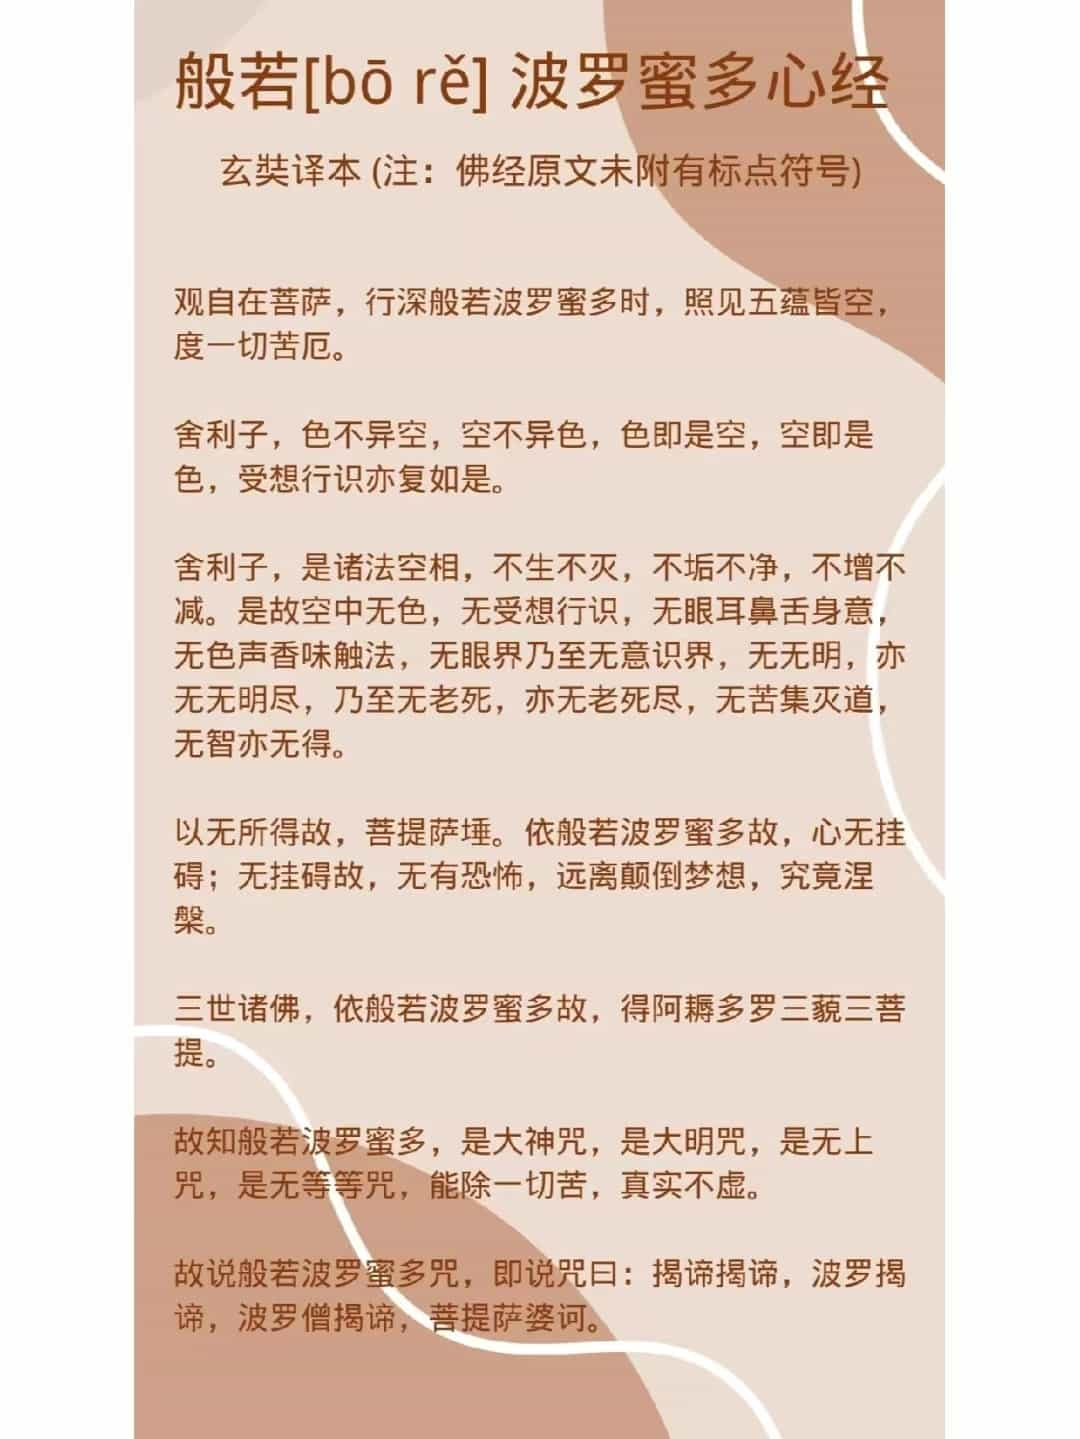 般若[bō rě] 波罗蜜多心经
玄奘译本 (注：佛经原文未附有标点符号)
观自在菩萨，行深般若波罗蜜多时，照见五蕴皆空，
度一切苦厄。
舍利子，色不异空，空不异色，色即是空，空即是
色，受想行识亦复如是。
舍利子，是诸法空相，不生不灭，不垢不净，不增不
减。是故空中无色，无受想行识，无眼耳鼻舌身意，
无色声香味触法，无眼界乃至无意识界，无无明，亦
无无明尽，乃至无老死，亦无老死尽，无苦集灭道，
无智亦无得。
以无所得故，菩提萨埵。依般若波罗蜜多故，心无挂
碍；无挂碍故，无有恐怖，远离颠倒梦想，究竟涅
槃。
三世诸佛，依般若波罗蜜多故，得阿耨多罗三藐三菩
提。
故知般若波罗蜜多，是大神咒，是大明咒，是无上
咒，是无等等咒，能除一切苦，真实不虚。
故说般若波罗蜜多咒，即说咒曰：揭谛揭谛，波罗揭
谛，波罗僧揭谛，菩提萨婆诃。